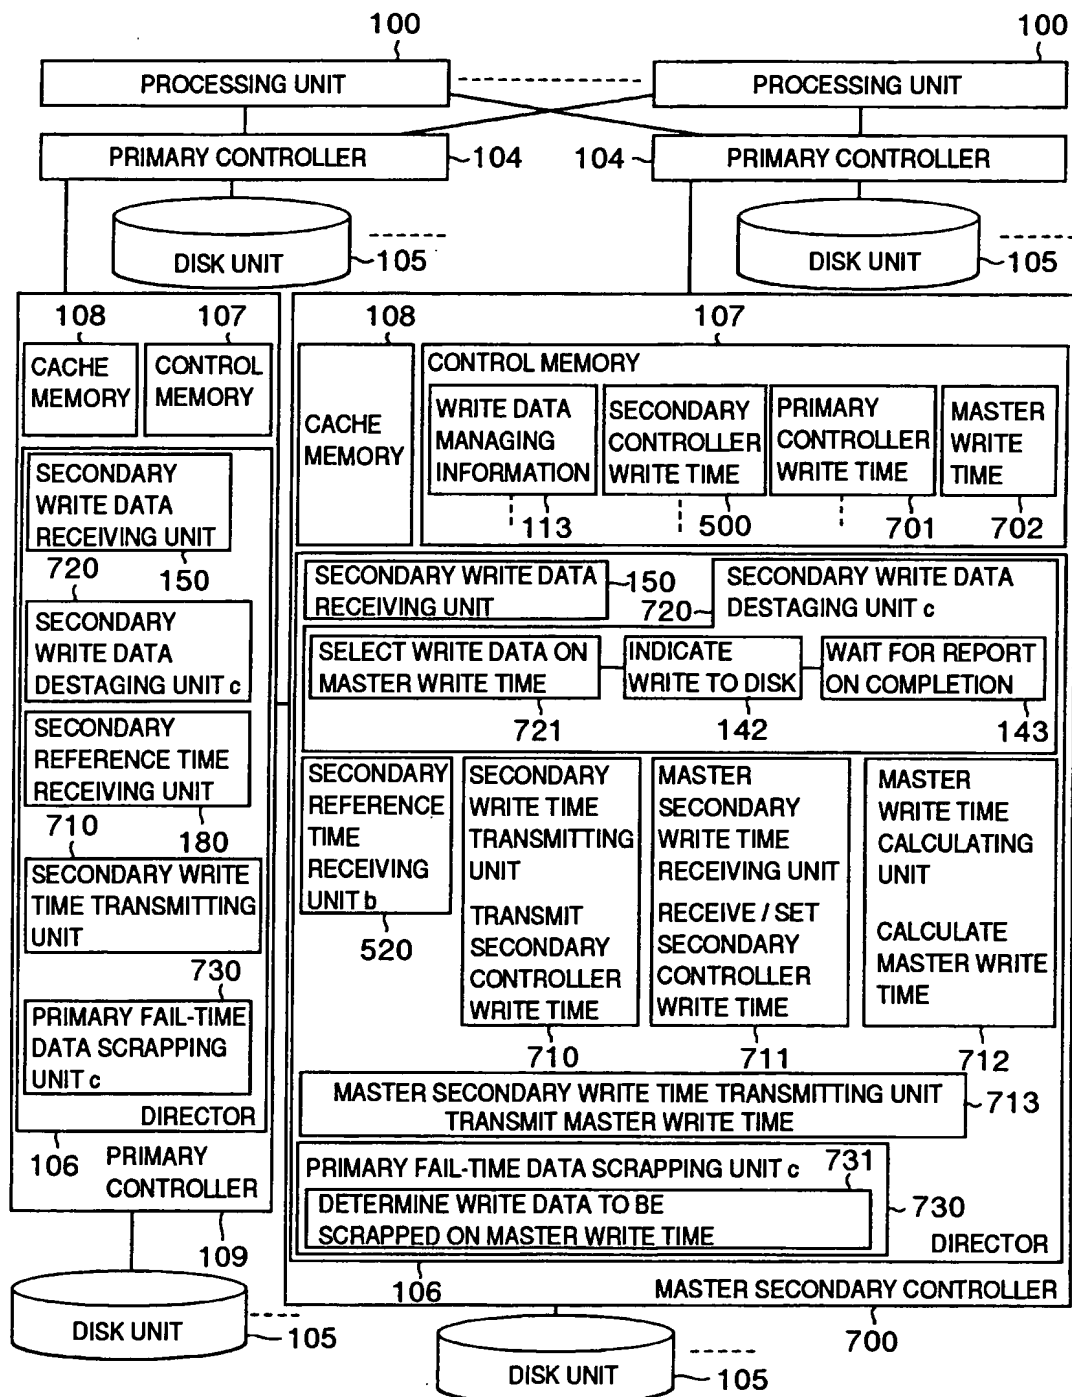 100
100
PROCESSING UNIT
PROCESSING UNIT
PRIMARY CONTROLLER
104
104
PRIMARY CONTROLLER
DISK UNIT
105
DISK UNIT
105
108
107
CACHE
MEMORY
CONTROL
MEMORY
SECONDARY
WRITE DATA
RECEIVING UNIT
720
150
SECONDARY
WRITE DATA
DESTAGING UNIT c
SECONDARY
REFERENCE TIME
RECEIVING UNIT
710
180
SECONDARY WRITE
TIME TRANSMITTING
UNIT
730
PRIMARY FAIL-TIME
DATA SCRAPPING
UNIT c
DIRECTOR
106
PRIMARY
CONTROLLER
109
DISK UNIT
105
108
107
CACHE
MEMORY
CONTROL MEMORY
WRITE DATA
MANAGING
INFORMATION
113
SECONDARY
CONTROLLER
WRITE TIME
500
PRIMARY
CONTROLLER
WRITE TIME
701
MASTER
WRITE
TIME
702
SECONDARY WRITE DATA
RECEIVING UNIT
150
720
SECONDARY WRITE DATA
DESTAGING UNIT c
SELECT WRITE DATA ON
MASTER WRITE TIME
721
INDICATE
WRITE TO DISK
142
WAIT FOR REPORT
ON COMPLETION
143
SECONDARY
REFERENCE
TIME
RECEIVING
UNIT b
520
SECONDARY
WRITE TIME
TRANSMITTING
UNIT
TRANSMIT
SECONDARY
CONTROLLER
WRITE TIME
710
MASTER
SECONDARY
WRITE TIME
RECEIVING UNIT
RECEIVE / SET
SECONDARY
CONTROLLER
WRITE TIME
711
MASTER
WRITE TIME
CALCULATING
UNIT
CALCULATE
MASTER WRITE
TIME
712
MASTER SECONDARY WRITE TIME TRANSMITTING UNIT
TRANSMIT MASTER WRITE TIME
713
PRIMARY FAIL-TIME DATA SCRAPPING UNIT c
731
DETERMINE WRITE DATA TO BE
SCRAPPED ON MASTER WRITE TIME
730
DIRECTOR
106
MASTER SECONDARY CONTROLLER
700
DISK UNIT
105